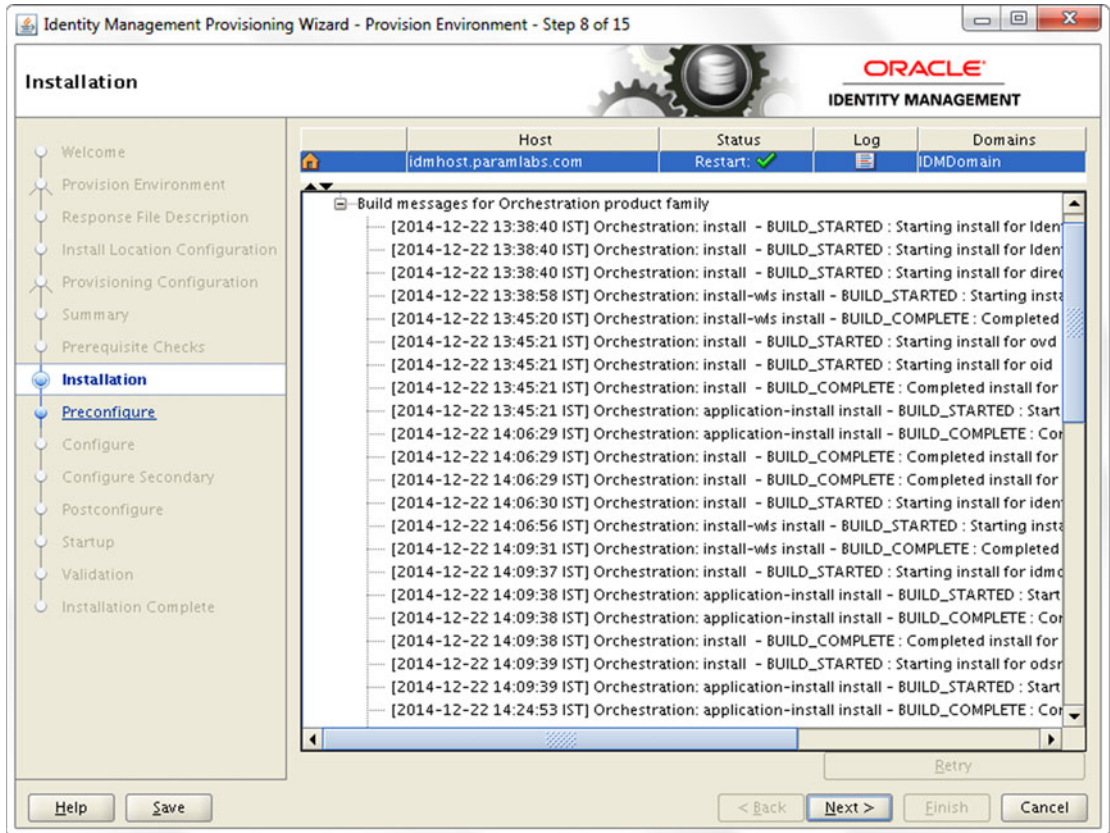 Identity Management Provisioning Wizard - Provision Environment - Step 8 of 15
Installation
ORACLE
IDENTITY MANAGEMENT
Welcome
Provision Environment
Response File Description
Install Location Configuration
Provisioning Configuration
Summary
Prerequisite Checks
Installation
Preconfigure
Configure
Configure Secondary
Postconfigure
Startup
Validation
Installation Complete
Host Status Log Domains
idmhost.paramlabs.com Restart: IDMDomain
Build messages for Orchestration product family
[2014-12-22 13:38:40 IST] Orchestration: install - BUILD_STARTED : Starting install for Iden
[2014-12-22 13:38:40 IST] Orchestration: install - BUILD_STARTED : Starting install for Iden
[2014-12-22 13:38:40 IST] Orchestration: install - BUILD_STARTED : Starting install for direc
[2014-12-22 13:38:58 IST] Orchestration: install-wls install - BUILD_STARTED : Starting insta
[2014-12-22 13:45:20 IST] Orchestration: install-wls install - BUILD_COMPLETE : Completed
[2014-12-22 13:45:21 IST] Orchestration: install - BUILD_STARTED : Starting install for ovd
[2014-12-22 13:45:21 IST] Orchestration: install - BUILD_STARTED : Starting install for oid
[2014-12-22 13:45:21 IST] Orchestration: install - BUILD_COMPLETE : Completed install for
[2014-12-22 13:45:21 IST] Orchestration: application-install install - BUILD_STARTED : Start
[2014-12-22 14:06:29 IST] Orchestration: application-install install - BUILD_COMPLETE : Cor
[2014-12-22 14:06:29 IST] Orchestration: install - BUILD_COMPLETE : Completed install for
[2014-12-22 14:06:29 IST] Orchestration: install - BUILD_COMPLETE : Completed install for
[2014-12-22 14:06:30 IST] Orchestration: install - BUILD_STARTED : Starting install for iden
[2014-12-22 14:06:56 IST] Orchestration: install-wls install - BUILD_STARTED : Starting insta
[2014-12-22 14:09:31 IST] Orchestration: install-wls install - BUILD_COMPLETE : Completed
[2014-12-22 14:09:37 IST] Orchestration: install - BUILD_STARTED : Starting install for idmc
[2014-12-22 14:09:38 IST] Orchestration: application-install install - BUILD_STARTED : Start
[2014-12-22 14:09:38 IST] Orchestration: application-install install - BUILD_COMPLETE : Cor
[2014-12-22 14:09:38 IST] Orchestration: install - BUILD_COMPLETE : Completed install for
[2014-12-22 14:09:39 IST] Orchestration: install - BUILD_STARTED : Starting install for odsr
[2014-12-22 14:09:39 IST] Orchestration: application-install install - BUILD_STARTED : Start
[2014-12-22 14:24:53 IST] Orchestration: application-install install - BUILD_COMPLETE : Cor
Retry
Help Save < Back Next > Finish Cancel